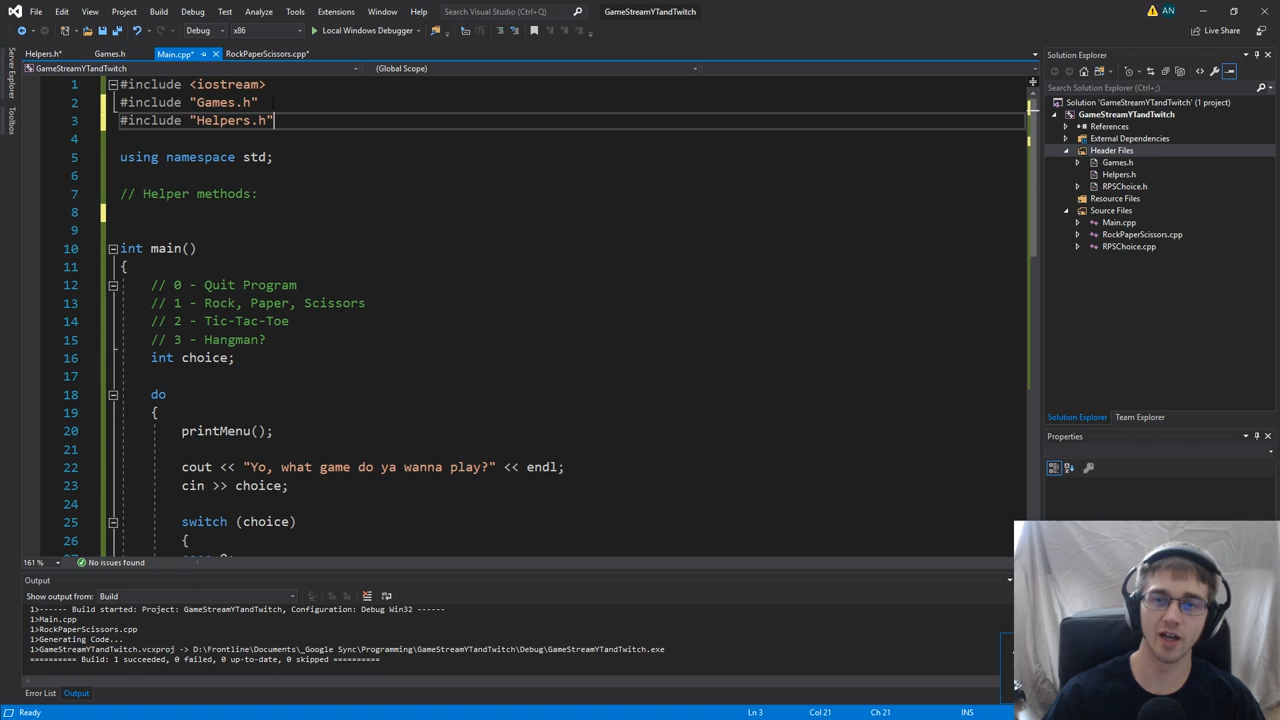 File Edit View Project Build Debug Test Analyze Tools Extensions Window Help Search Visual Studio (Ctrl+Q) GameStreamYTandTwitch AN
Debug x86 Local Windows Debugger Live Share
Server Explorer
Toolbox
Helpers.h* Games.h Main.cpp* RockPaperScissors.cpp*
GameStreamYTandTwitch (Global Scope)
1 #include <iostream>
2 #include "Games.h"
3 #include "Helpers.h"
4
5 using namespace std;
6
7 // Helper methods:
8
9
10 int main()
11 {
12 // 0 - Quit Program
13 // 1 - Rock, Paper, Scissors
14 // 2 - Tic-Tac-Toe
15 // 3 - Hangman?
16 int choice;
17
18 do
19 {
20 printMenu();
21
22 cout << "Yo, what game do ya wanna play?" << endl;
23 cin >> choice;
24
25 switch (choice)
26 {
161 % No issues found
Output
Show output from: Build
1>------ Build started: Project: GameStreamYTandTwitch, Configuration: Debug Win32 ------
1>Main.cpp
1>RockPaperScissors.cpp
1>Generating Code...
1>GameStreamYTandTwitch.vcxproj -> D:\Frontline\Documents\_Google Sync\Programming\GameStreamYTandTwitch\Debug\GameStreamYTandTwitch.exe
========== Build: 1 succeeded, 0 failed, 0 up-to-date, 0 skipped ==========
Error List Output
Ready Ln 3 Col 21 Ch 21 INS
Solution Explorer
Search Solution Explorer (Ctrl+;)
Solution 'GameStreamYTandTwitch' (1 project)
GameStreamYTandTwitch
References
External Dependencies
Header Files
Games.h
Helpers.h
RPSChoice.h
Resource Files
Source Files
Main.cpp
RockPaperScissors.cpp
RPSChoice.cpp
Solution Explorer Team Explorer
Properties